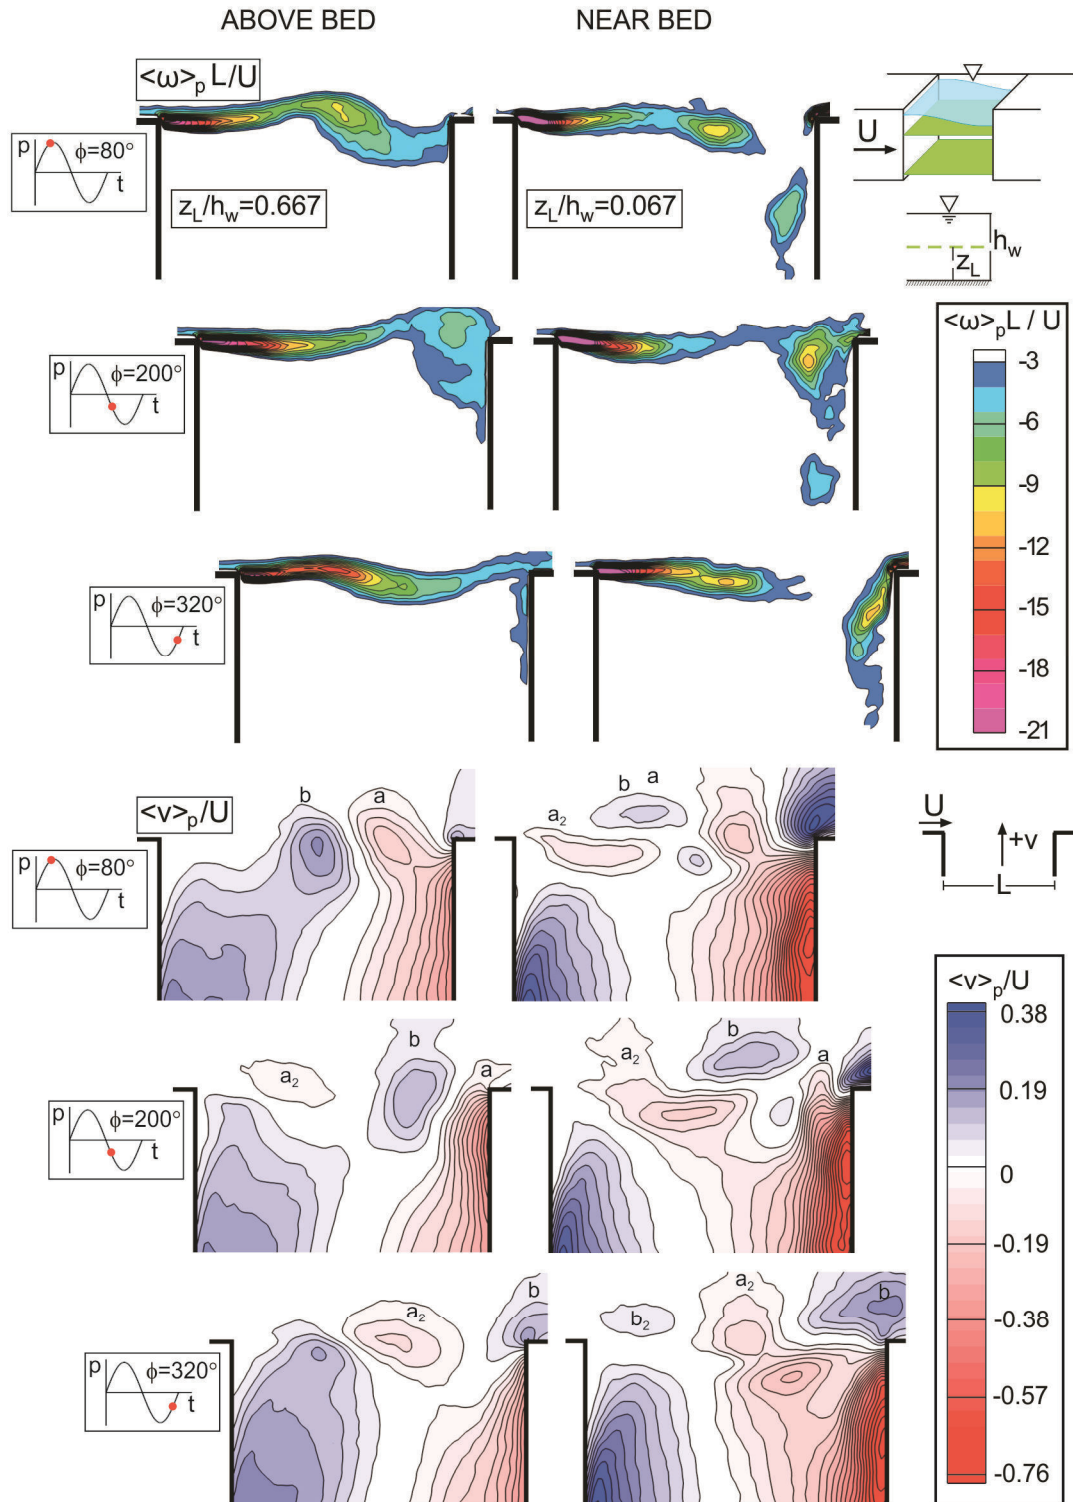 ABOVE BED
NEAR BED
<ω>p L/U
p
ϕ=80°
t
zL/hw=0.667
zL/hw=0.067
U
hw
zL
p
ϕ=200°
t
<ω>pL / U
-3
-6
-9
-12
-15
-18
-21
p
ϕ=320°
t
<v>p/U
b
a
b
a
a2
p
ϕ=80°
t
U
+v
L
b
a2
a
b
a2
a
p
ϕ=200°
t
<v>p/U
0.38
0.19
0
-0.19
-0.38
-0.57
-0.76
a2
b
a2
b
b2
p
ϕ=320°
t